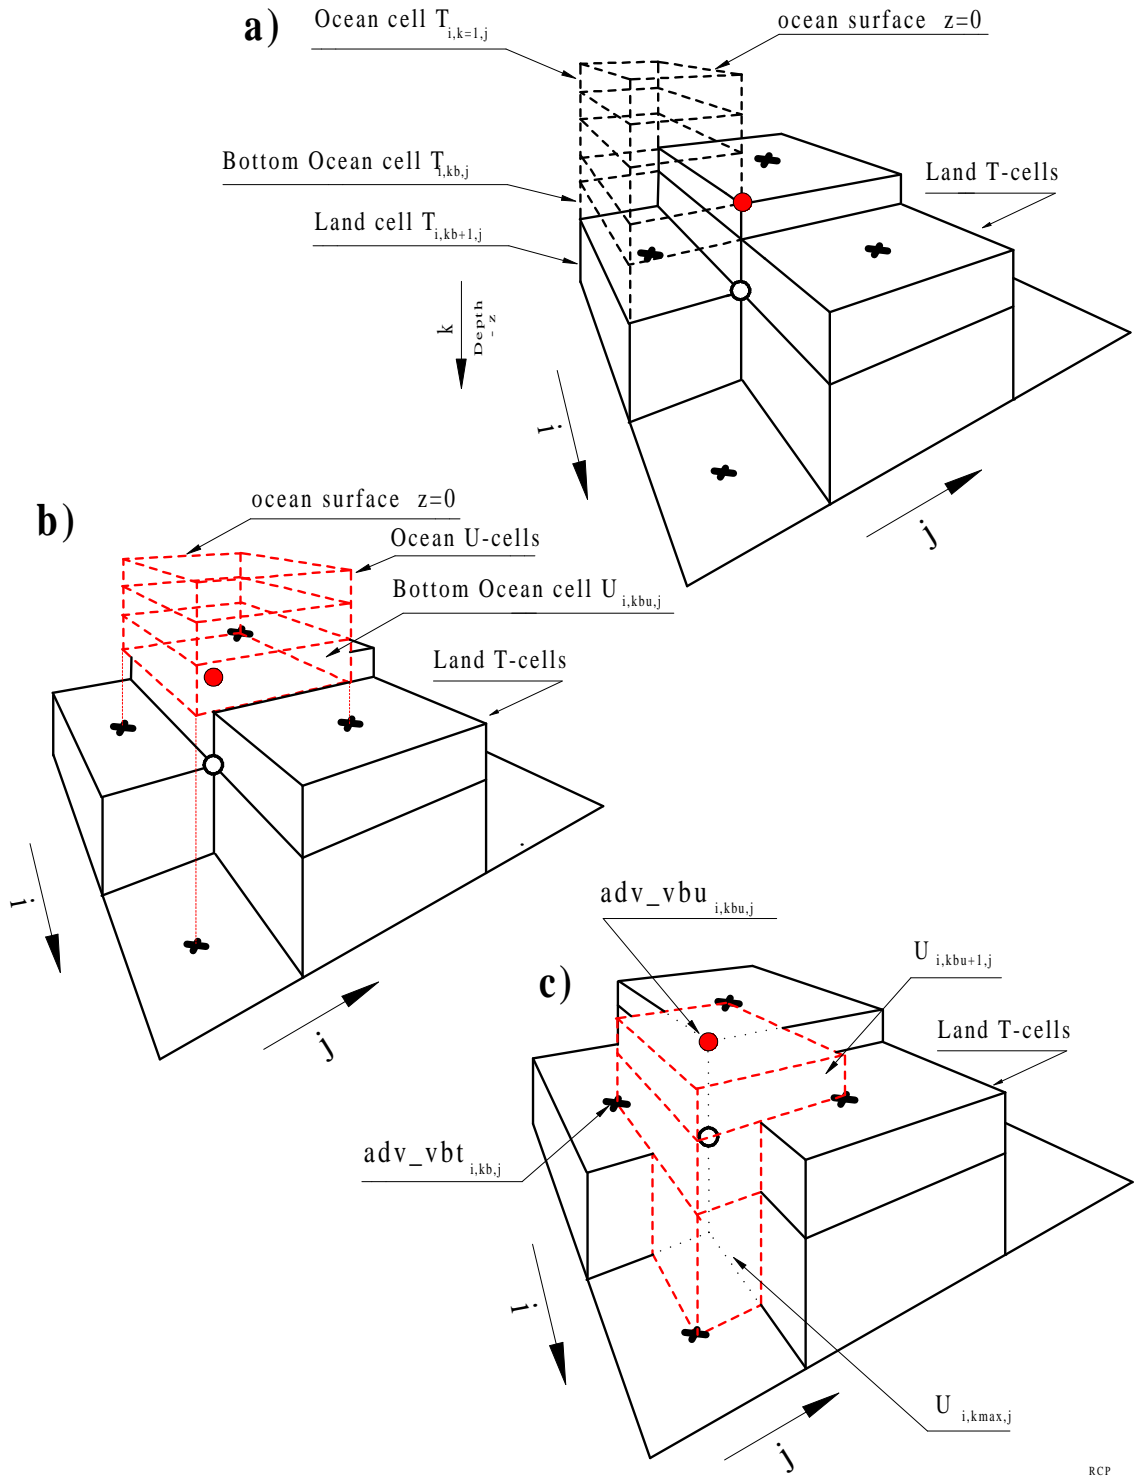 a)
Ocean cell T i,k=1,j
ocean surface z=0
Bottom Ocean cell T i,kb,j
Land T-cells
Land cell T i,kb+1,j
k
Depth
-z
i
j
b)
ocean surface z=0
Ocean U-cells
Bottom Ocean cell U i,kbu,j
Land T-cells
i
j
c)
adv_vbu i,kbu,j
U i,kbu+1,j
Land T-cells
adv_vbt i,kb,j
i
j
U i,kmax,j
RCP